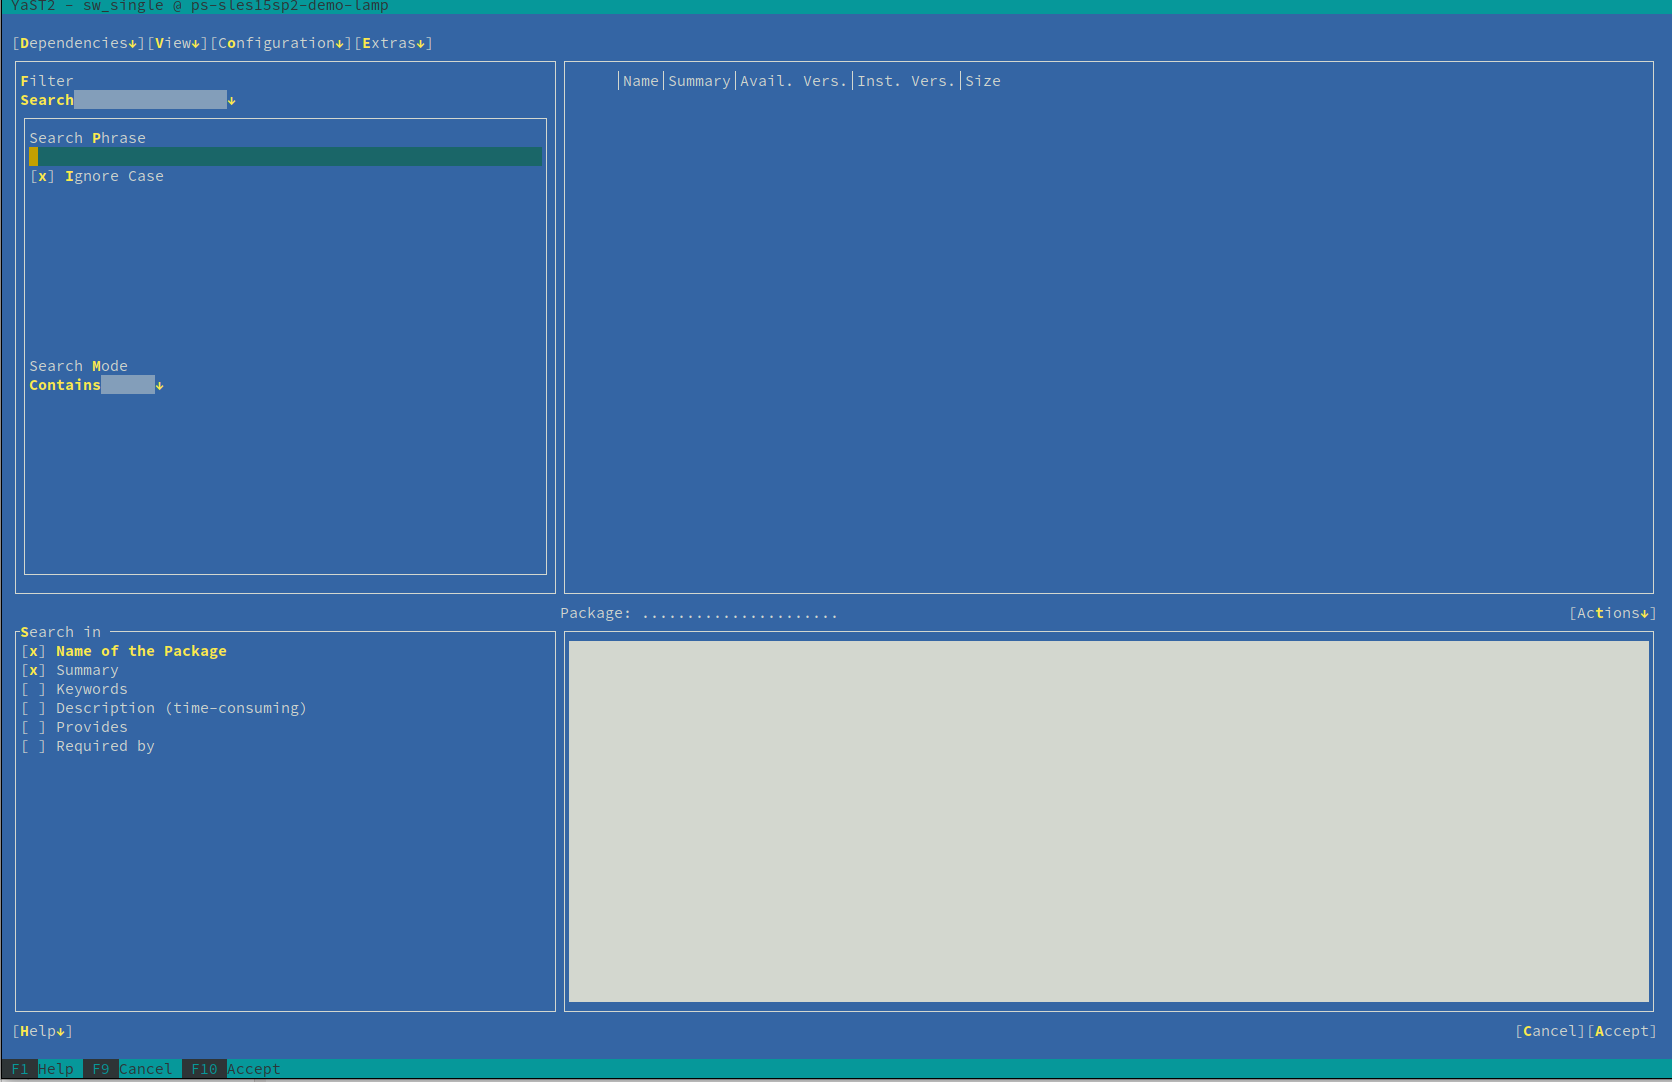 YaST2 - sw_single @ ps-sles15sp2-demo-lamp
[Dependencies↓][View↓][Configuration↓][Extras↓]
Filter
Search↓
Search Phrase
[x] Ignore Case
Search Mode
Contains↓
|Name|Summary|Avail. Vers.|Inst. Vers.|Size
Package: ...................... [Actions↓]
Search in
[x] Name of the Package
[x] Summary
[ ] Keywords
[ ] Description (time-consuming)
[ ] Provides
[ ] Required by
[Help↓] [Cancel][Accept]
F1 Help F9 Cancel F10 Accept